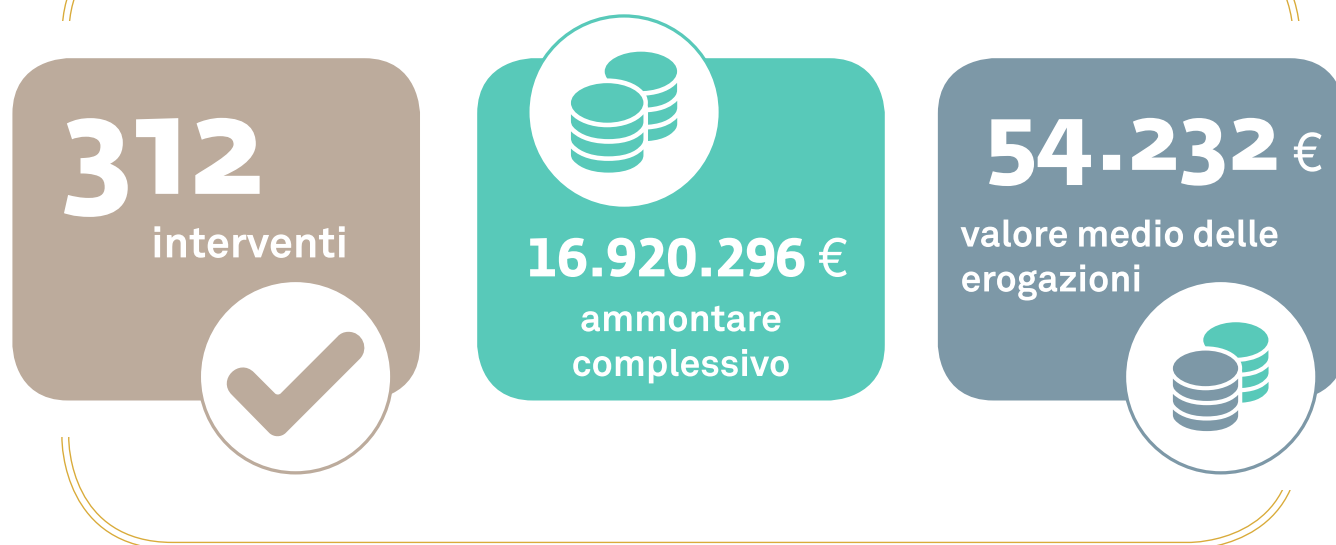 312
interventi
16.920.296 €
ammontare
complessivo
54.232 €
valore medio delle
erogazioni